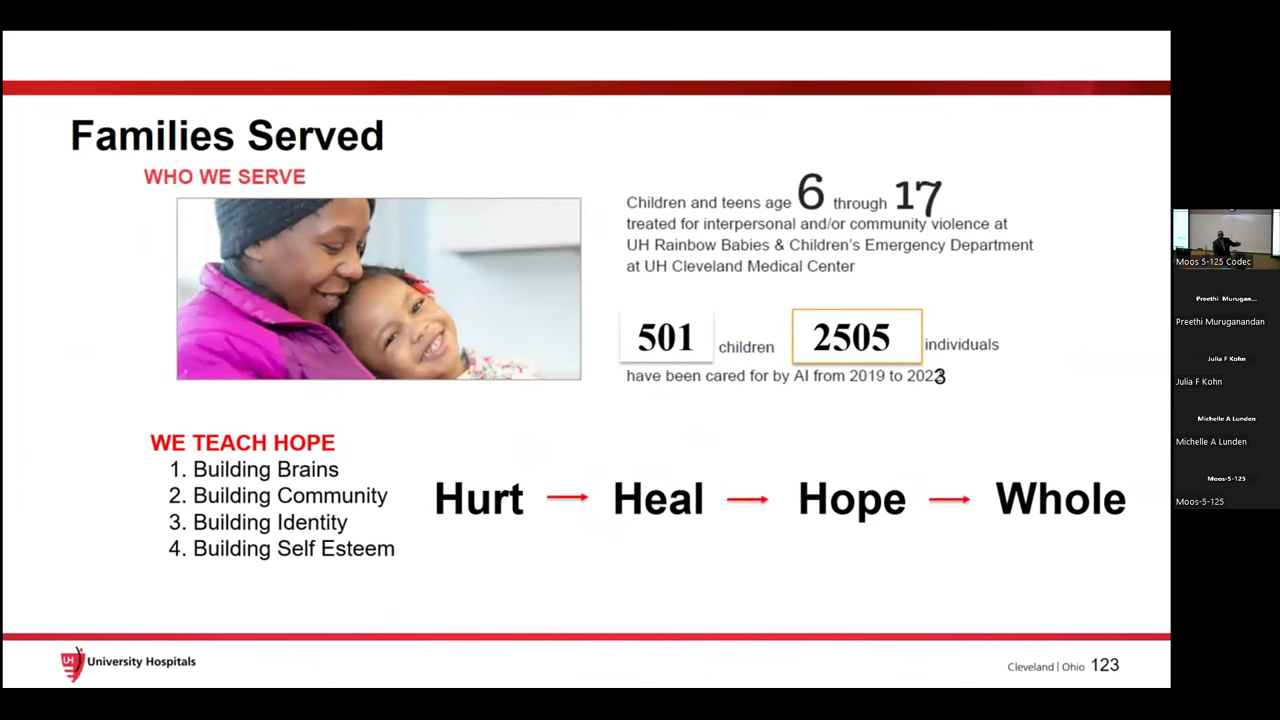 Families Served
WHO WE SERVE
Children and teens age 6 through 17
treated for interpersonal and/or community violence at
UH Rainbow Babies & Children's Emergency Department
at UH Cleveland Medical Center
501 children 2505 individuals
have been cared for by AI from 2019 to 2023
WE TEACH HOPE
1. Building Brains
2. Building Community
3. Building Identity
4. Building Self Esteem
Hurt → Heal → Hope → Whole
UH University Hospitals
Cleveland | Ohio 123
Moos 5-125 Codec
Preethi Murugan...
Preethi Muruganandan
Julia F Kohn
Julia F Kohn
Michelle A Lunden
Michelle A Lunden
Moos-5-125
Moos-5-125